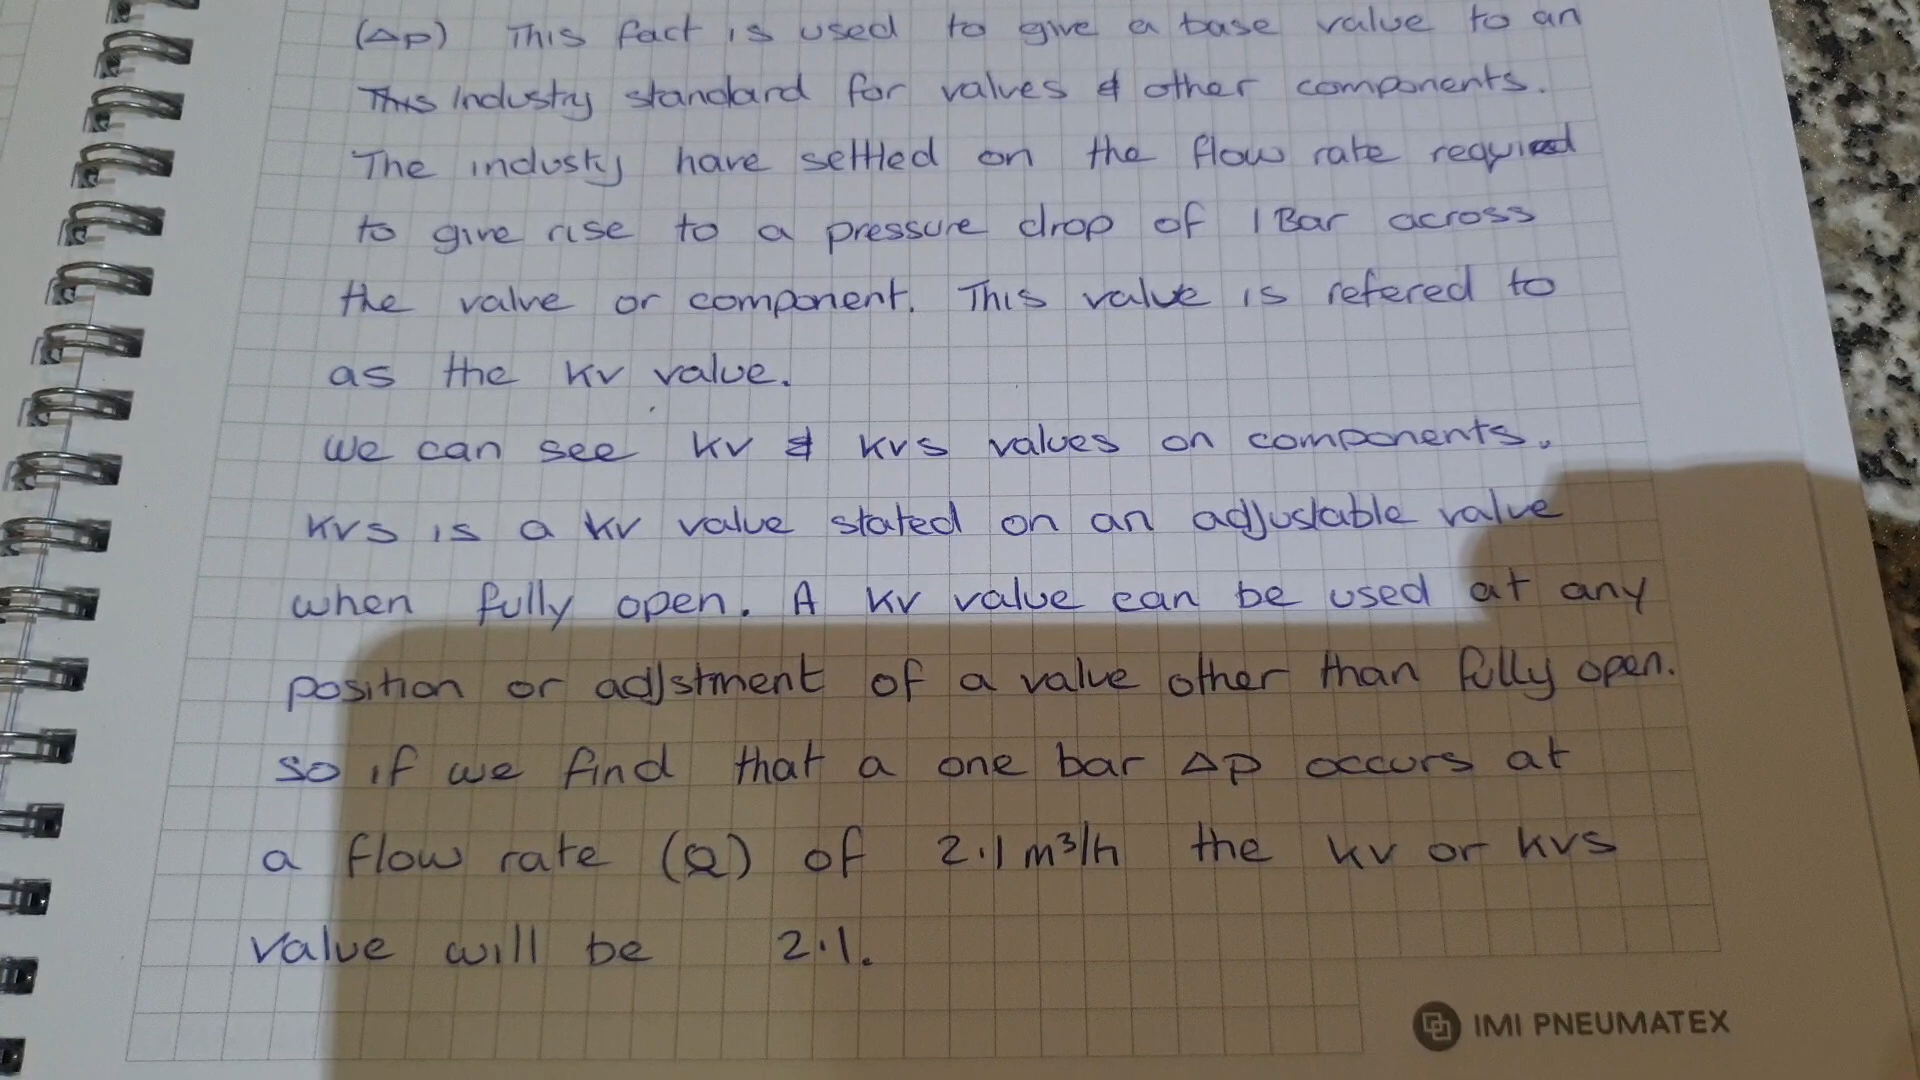 (Δp) This fact is used to give a base value to an
This Industry standard for valves & other components.
The industy have settled on the flow rate required
to give rise to a pressure drop of 1 Bar across
the valve or component. This value is refered to
as the kv value.
we can see kv & kvs values on components.
kvs is a kv value stated on an adjustable valve
when fully open. A kv value can be used at any
position or adjstment of a valve other than fully open.
so if we find that a one bar Δp occurs at
a flow rate (Q) of 2.1 m³/h the kv or kvs
value will be 2.1.
IMI PNEUMATEX